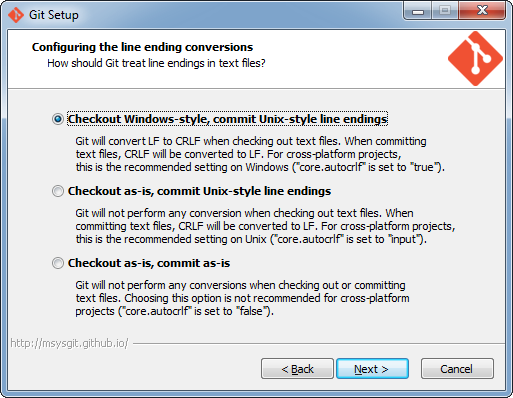 Git Setup
Configuring the line ending conversions
How should Git treat line endings in text files?
Checkout Windows-style, commit Unix-style line endings
Git will convert LF to CRLF when checking out text files. When committing
text files, CRLF will be converted to LF. For cross-platform projects,
this is the recommended setting on Windows ("core.autocrlf" is set to "true").
Checkout as-is, commit Unix-style line endings
Git will not perform any conversion when checking out text files. When
committing text files, CRLF will be converted to LF. For cross-platform projects,
this is the recommended setting on Unix ("core.autocrlf" is set to "input").
Checkout as-is, commit as-is
Git will not perform any conversions when checking out or committing
text files. Choosing this option is not recommended for cross-platform
projects ("core.autocrlf" is set to "false").
http://msysgit.github.io/
< Back
Next >
Cancel